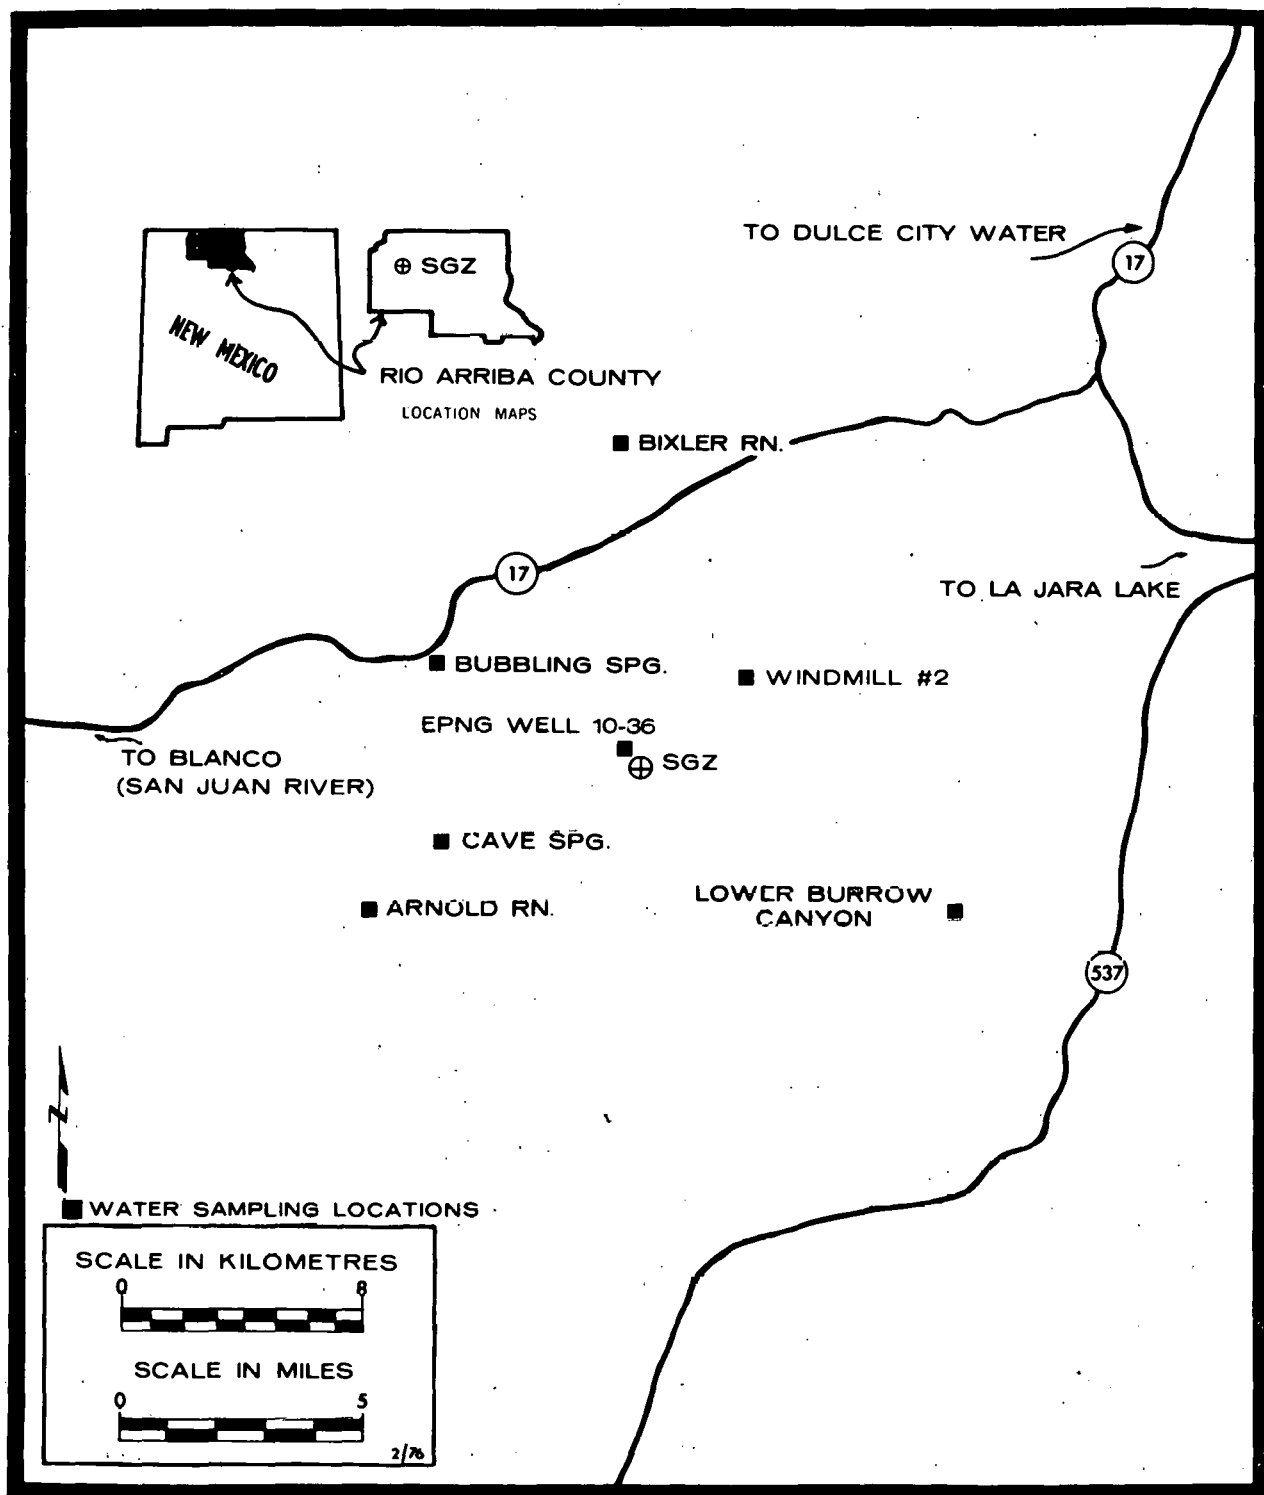 TO DULCE CITY WATER
17
⊕ SGZ
NEW MEXICO
RIO ARRIBA COUNTY
LOCATION MAPS
BIXLER RN.
17
TO LA JARA LAKE
BUBBLING SPG.
WINDMILL #2
EPNG WELL 10-36
SGZ
TO BLANCO
(SAN JUAN RIVER)
CAVE SPG.
ARNOLD RN.
LOWER BURROW
CANYON
537
N
WATER SAMPLING LOCATIONS
SCALE IN KILOMETRES
0 8
SCALE IN MILES
0 5
2/76